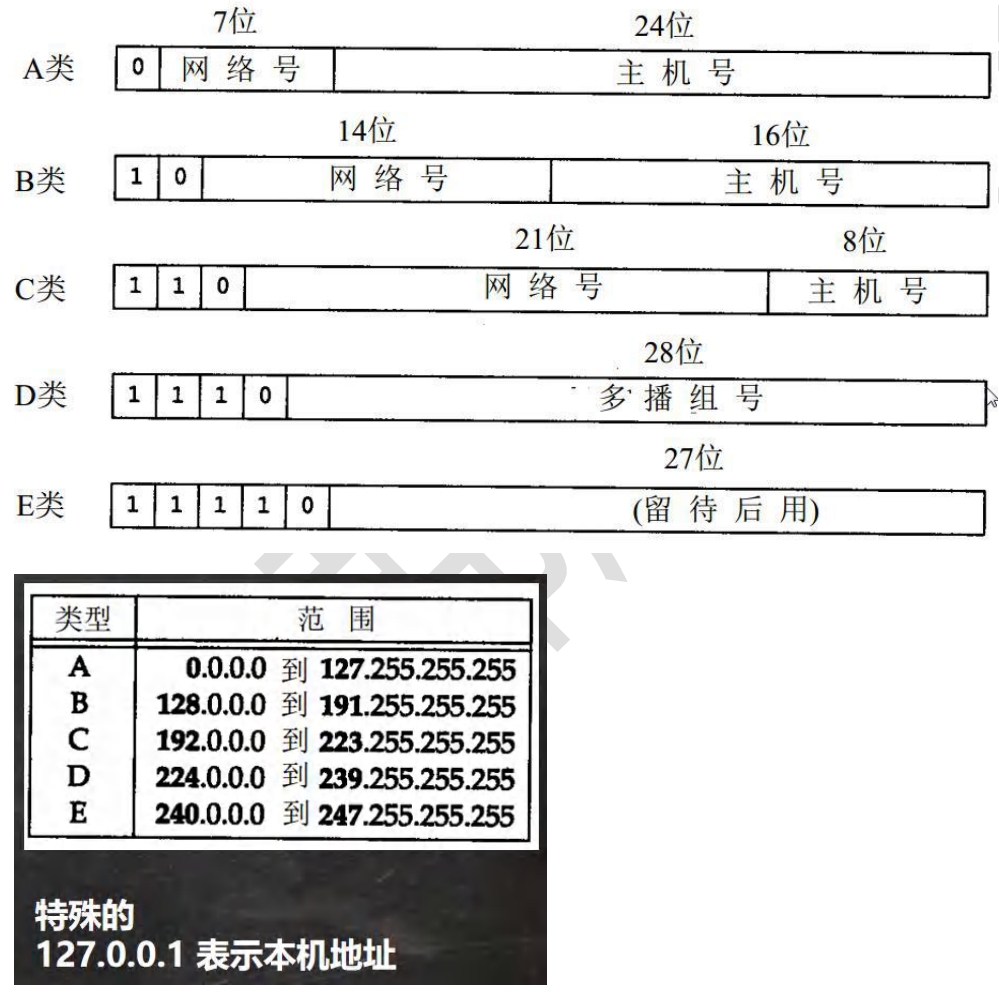 7位 24位
A类 0 网络号 主机号
14位 16位
B类 1 0 网络号 主机号
21位 8位
C类 1 1 0 网络号 主机号
28位
D类 1 1 1 0 多播组号
27位
E类 1 1 1 1 0 (留待后用)
类型 范围
A 0.0.0.0 到 127.255.255.255
B 128.0.0.0 到 191.255.255.255
C 192.0.0.0 到 223.255.255.255
D 224.0.0.0 到 239.255.255.255
E 240.0.0.0 到 247.255.255.255
特殊的
127.0.0.1 表示本机地址